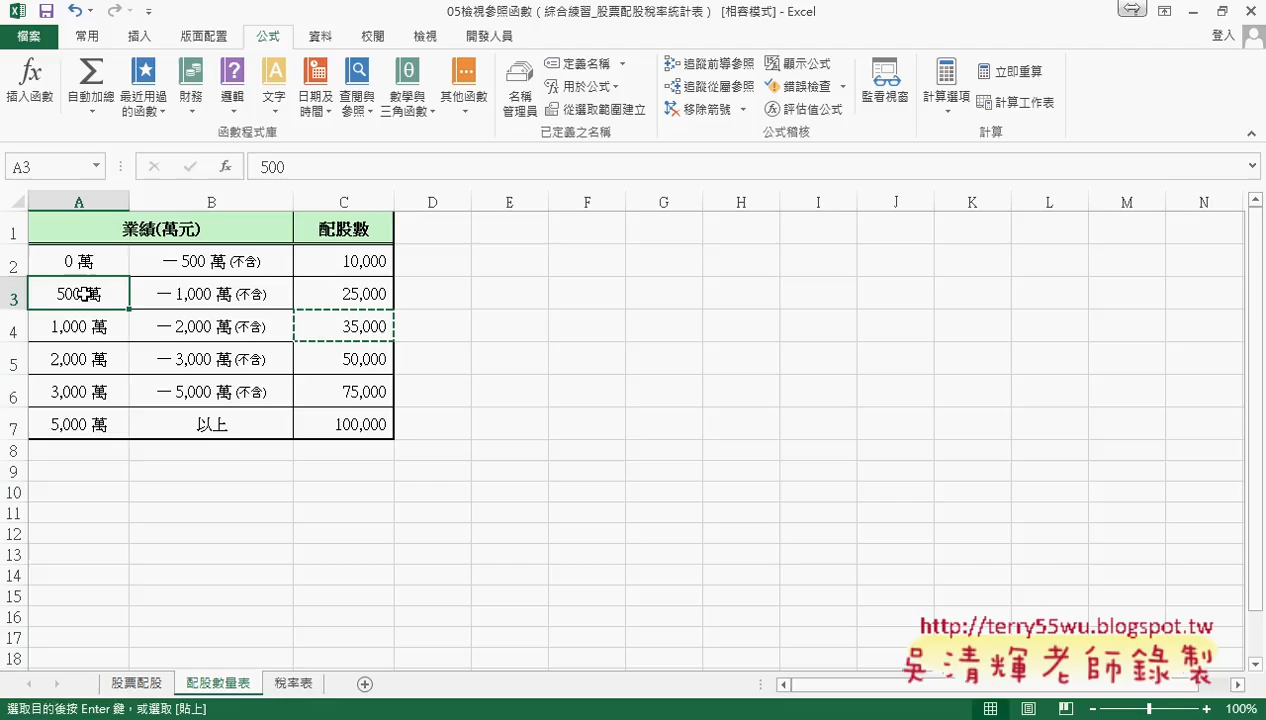 05檢視參照函數（綜合練習_股票配股稅率統計表） [相容模式] - Excel
檔案 常用 插入 版面配置 公式 資料 校閱 檢視 開發人員 登入
插入函數 自動加總 最近用過的函數 財務 邏輯 文字 日期及時間 查閱與參照 數學與三角函數 其他函數
函數程式庫
名稱管理員 定義名稱 用於公式 從選取範圍建立
已定義之名稱
追蹤前導參照 追蹤從屬參照 移除箭號 顯示公式 錯誤檢查 評估值公式
公式稽核
監看視窗
計算選項 立即重算 計算工作表
計算
A3 fx 500
A B C D E F G H I J K L M N
1 業績(萬元) 配股數
2 0 萬 － 500 萬 (不含) 10,000
3 500 萬 － 1,000 萬 (不含) 25,000
4 1,000 萬 － 2,000 萬 (不含) 35,000
5 2,000 萬 － 3,000 萬 (不含) 50,000
6 3,000 萬 － 5,000 萬 (不含) 75,000
7 5,000 萬 以上 100,000
8
9
10
11
12
13
14
15
16
17
18
http://terry55wu.blogspot.tw
吳清輝老師錄製
股票配股 配股數量表 稅率表
選取目的後按 Enter 鍵，或選取 [貼上] 100%